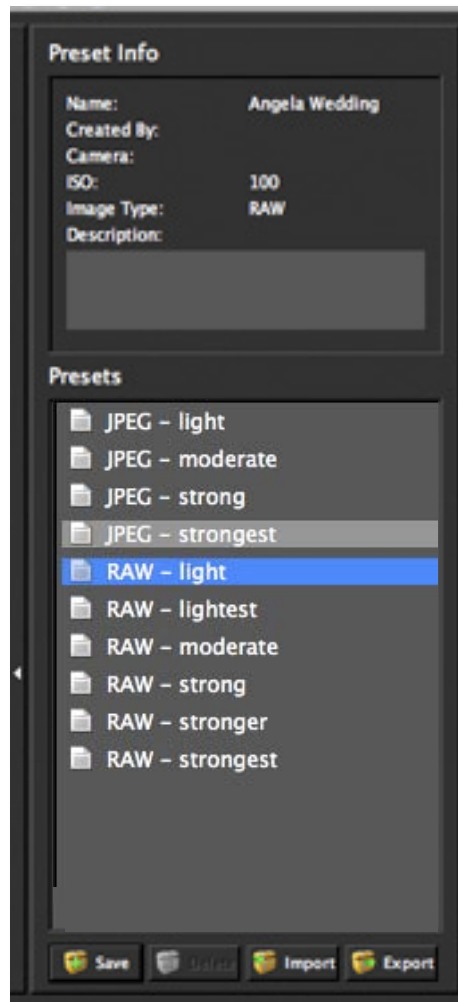 Preset Info
Name: Angela Wedding
Created By:
Camera:
ISO: 100
Image Type: RAW
Description:
Presets
JPEG – light
JPEG – moderate
JPEG – strong
JPEG – strongest
RAW – light
RAW – lightest
RAW – moderate
RAW – strong
RAW – stronger
RAW – strongest
Save Delete Import Export